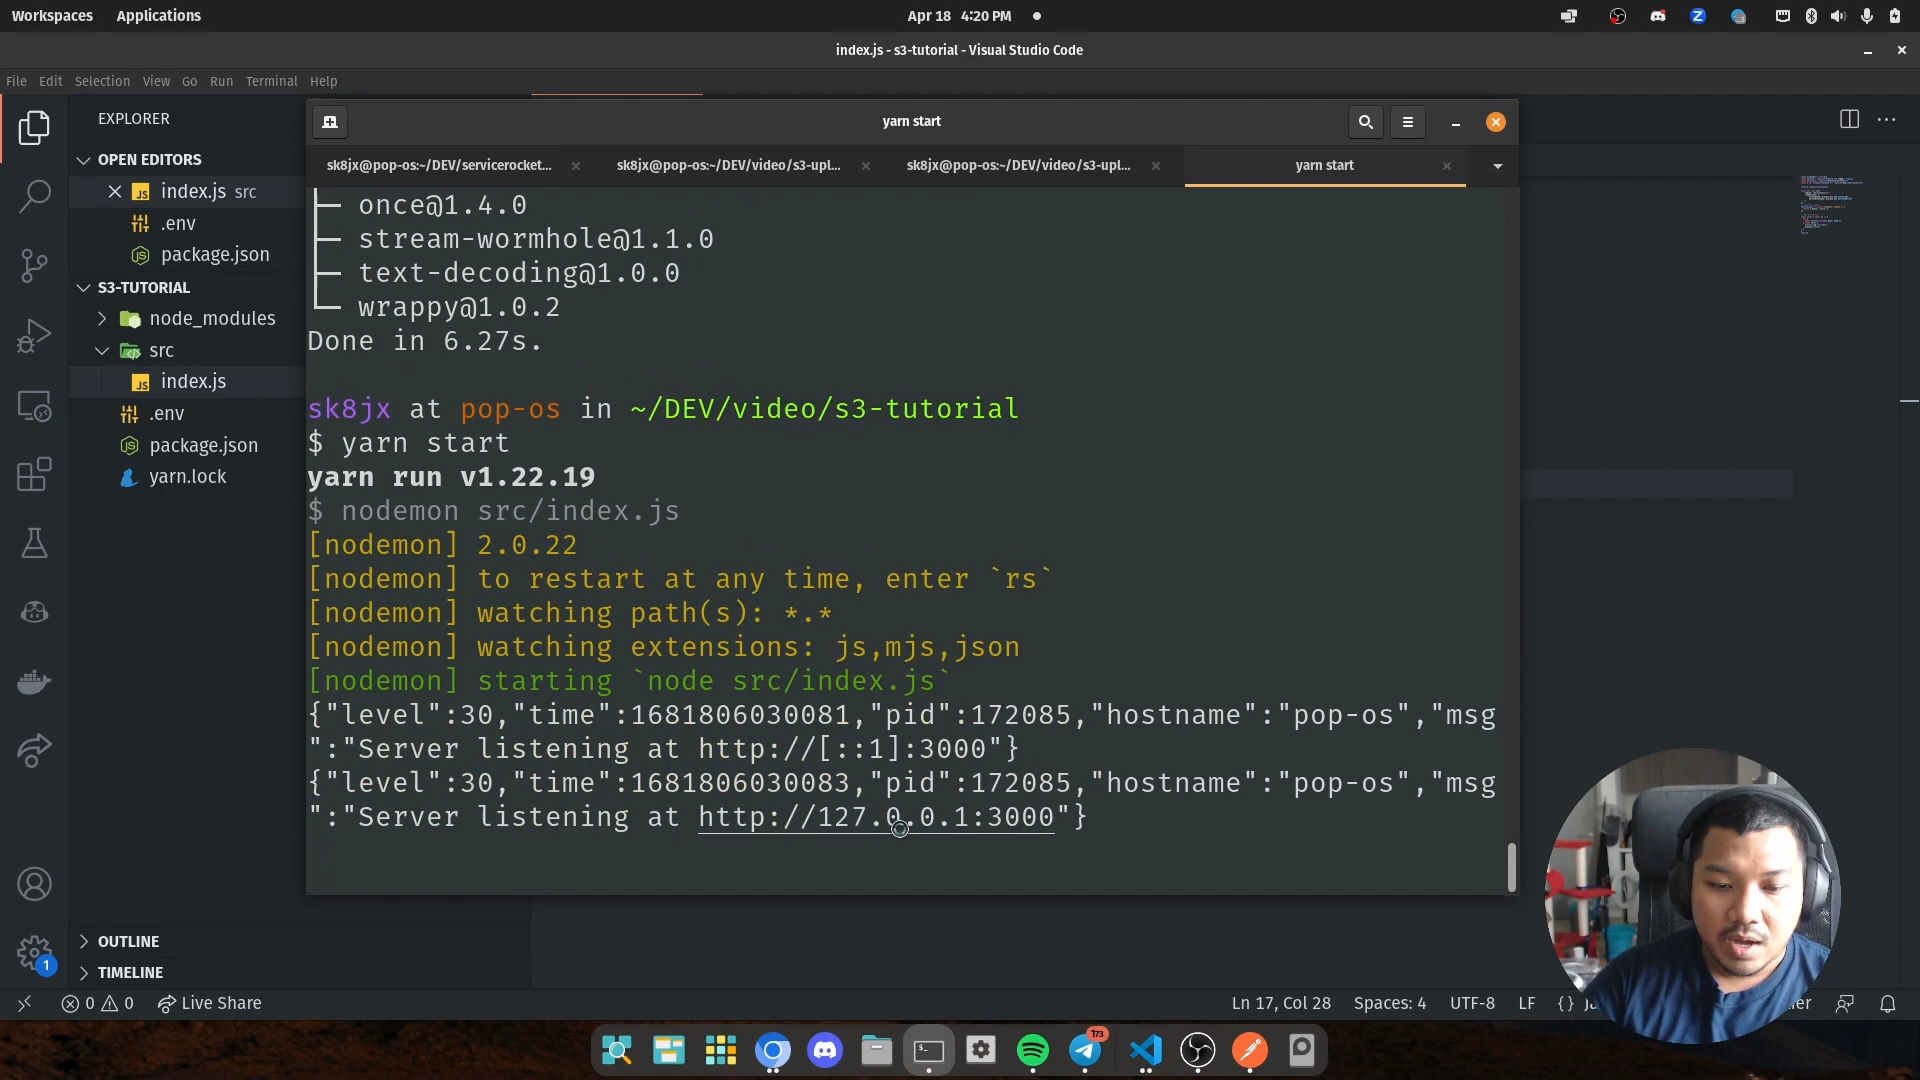 Workspaces Applications Apr 18 4:20 PM
index.js - s3-tutorial - Visual Studio Code
File Edit Selection View Go Run Terminal Help
EXPLORER
OPEN EDITORS
index.js src
.env
package.json
S3-TUTORIAL
node_modules
src
index.js
.env
package.json
yarn.lock
OUTLINE
TIMELINE
yarn start
sk8jx@pop-os:~/DEV/servicerocket... sk8jx@pop-os:~/DEV/video/s3-upl... sk8jx@pop-os:~/DEV/video/s3-upl... yarn start
├─ once@1.4.0
├─ stream-wormhole@1.1.0
├─ text-decoding@1.0.0
└─ wrappy@1.0.2
Done in 6.27s.
sk8jx at pop-os in ~/DEV/video/s3-tutorial
$ yarn start
yarn run v1.22.19
$ nodemon src/index.js
[nodemon] 2.0.22
[nodemon] to restart at any time, enter `rs`
[nodemon] watching path(s): *.*
[nodemon] watching extensions: js,mjs,json
[nodemon] starting `node src/index.js`
{"level":30,"time":1681806030081,"pid":172085,"hostname":"pop-os","msg
":"Server listening at http://[::1]:3000"}
{"level":30,"time":1681806030083,"pid":172085,"hostname":"pop-os","msg
":"Server listening at http://127.0.0.1:3000"}
1
0 0 Live Share Ln 17, Col 28 Spaces: 4 UTF-8 LF {}
173